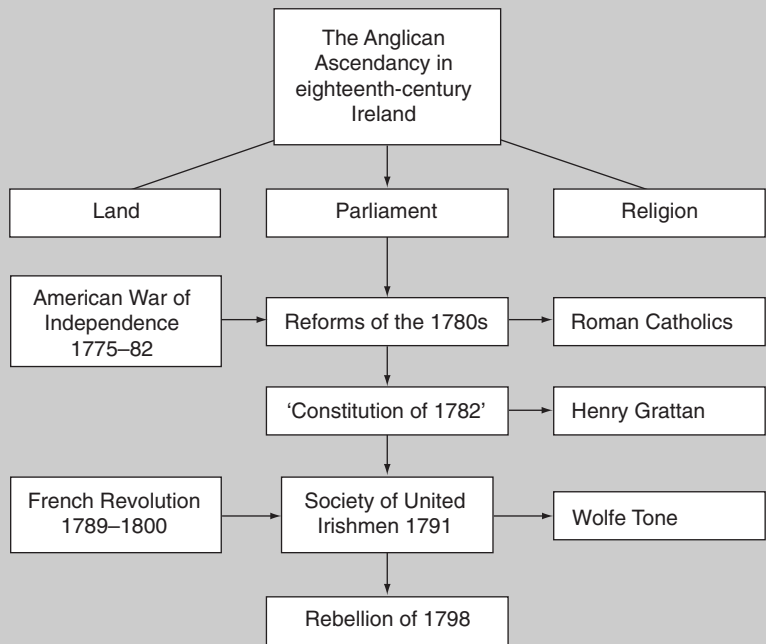 The Anglican
Ascendancy in
eighteenth-century
Ireland
Land
Parliament
Religion
American War of
Independence
1775–82
Reforms of the 1780s
Roman Catholics
‘Constitution of 1782’
Henry Grattan
French Revolution
1789–1800
Society of United
Irishmen 1791
Wolfe Tone
Rebellion of 1798